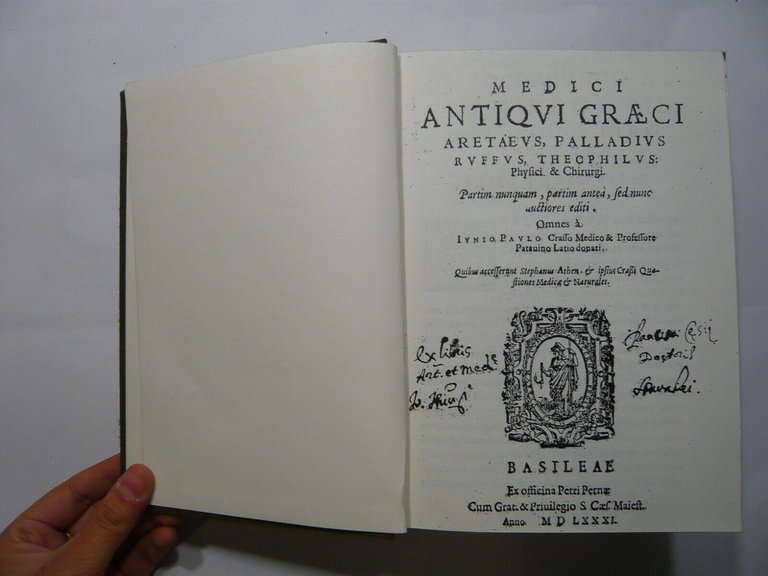 MEDICI
ANTIQVI GRÆCI
ARETÆVS, PALLADIVS
RVFFVS, THEOPHILVS:
Phyſici & Chirurgi.
Partim nunquam, partim anteà, ſed nunc
auctiores editi.
Omnes à
IVNIO PAVLO Craſſo Medico & Profeſſore
Patauino Latio donati.
Quibus acceſſerunt Stephanus Athen. & ipſius Craſſi Quæ-
ſtiones Medicæ & Naturales.
ex libris
Art. et Med.
Doctoris
BASILEAE
Ex officina Petri Pernæ
Cum Grat. & Priuilegio S. Cæſ. Maieſt.
Anno MDLXXXI.